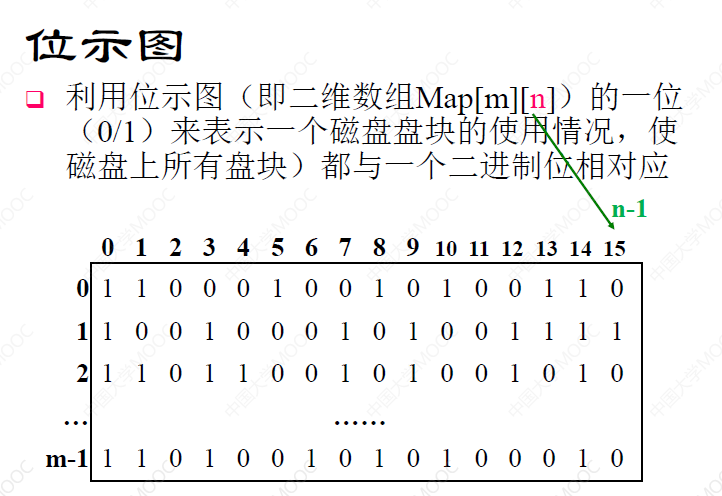 位示图
利用位示图（即二维数组Map[m][n]）的一位
（0/1）来表示一个磁盘盘块的使用情况，使
磁盘上所有盘块）都与一个二进制位相对应
n-1
0 1 2 3 4 5 6 7 8 9 10 11 12 13 14 15
0 1 1 0 0 0 1 0 0 1 0 1 0 0 1 1 0
1 1 0 0 1 0 0 0 1 0 1 0 0 1 1 1 1
2 1 1 0 1 1 0 0 1 0 1 0 0 1 0 1 0
… ……
m-1 1 1 0 1 0 0 1 0 1 0 1 0 0 0 1 0
中国大学MOOC